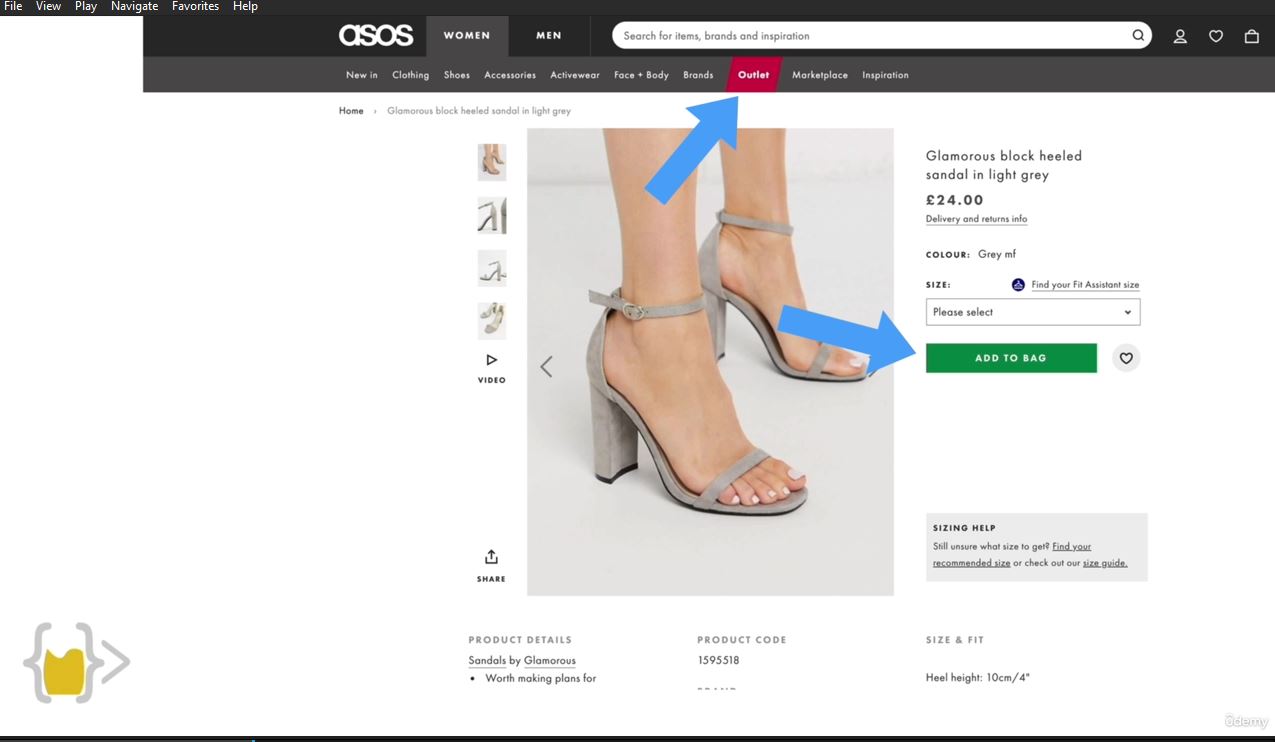 File View Play Navigate Favorites Help
asos WOMEN MEN Search for items, brands and inspiration
New in Clothing Shoes Accessories Activewear Face + Body Brands Outlet Marketplace Inspiration
Home › Glamorous block heeled sandal in light grey
Glamorous block heeled
sandal in light grey
£24.00
Delivery and returns info
COLOUR: Grey mf
SIZE: Find your Fit Assistant size
Please select
ADD TO BAG
VIDEO
SHARE
SIZING HELP
Still unsure what size to get? Find your
recommended size or check out our size guide.
PRODUCT DETAILS
Sandals by Glamorous
• Worth making plans for
PRODUCT CODE
1595518
SIZE & FIT
Heel height: 10cm/4"
ûdemy